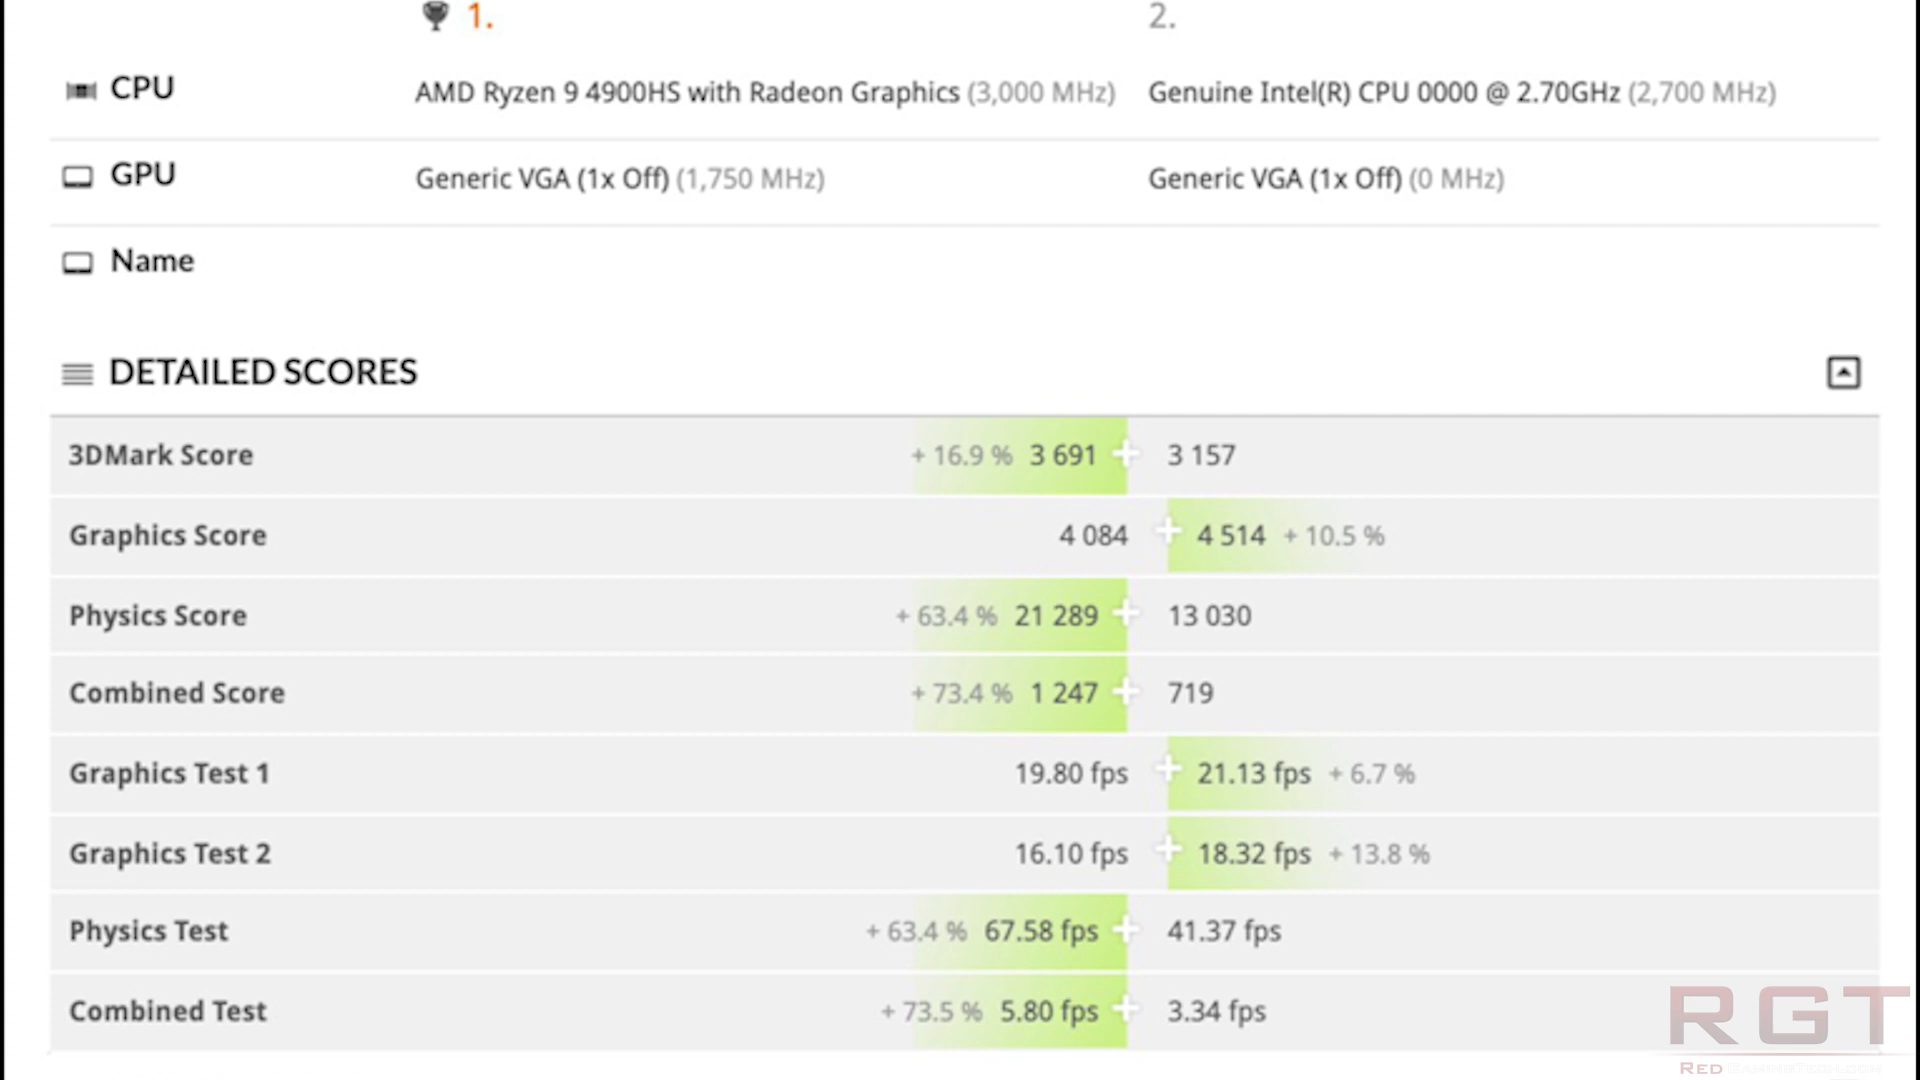 1. 2.
CPU AMD Ryzen 9 4900HS with Radeon Graphics (3,000 MHz) Genuine Intel(R) CPU 0000 @ 2.70GHz (2,700 MHz)
GPU Generic VGA (1x Off) (1,750 MHz) Generic VGA (1x Off) (0 MHz)
Name
DETAILED SCORES
3DMark Score + 16.9 % 3 691 3 157
Graphics Score 4 084 4 514 + 10.5 %
Physics Score + 63.4 % 21 289 13 030
Combined Score + 73.4 % 1 247 719
Graphics Test 1 19.80 fps 21.13 fps + 6.7 %
Graphics Test 2 16.10 fps 18.32 fps + 13.8 %
Physics Test + 63.4 % 67.58 fps 41.37 fps
Combined Test + 73.5 % 5.80 fps 3.34 fps
RGT
RED